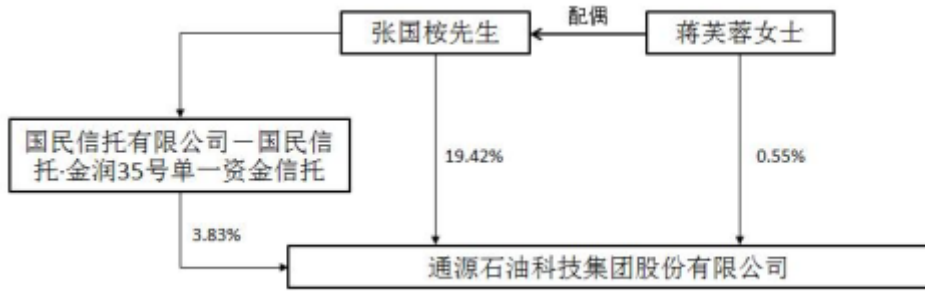 配偶
张国桉先生
蒋芙蓉女士
国民信托有限公司－国民信
托·金润35号单一资金信托
19.42%
0.55%
3.83%
通源石油科技集团股份有限公司